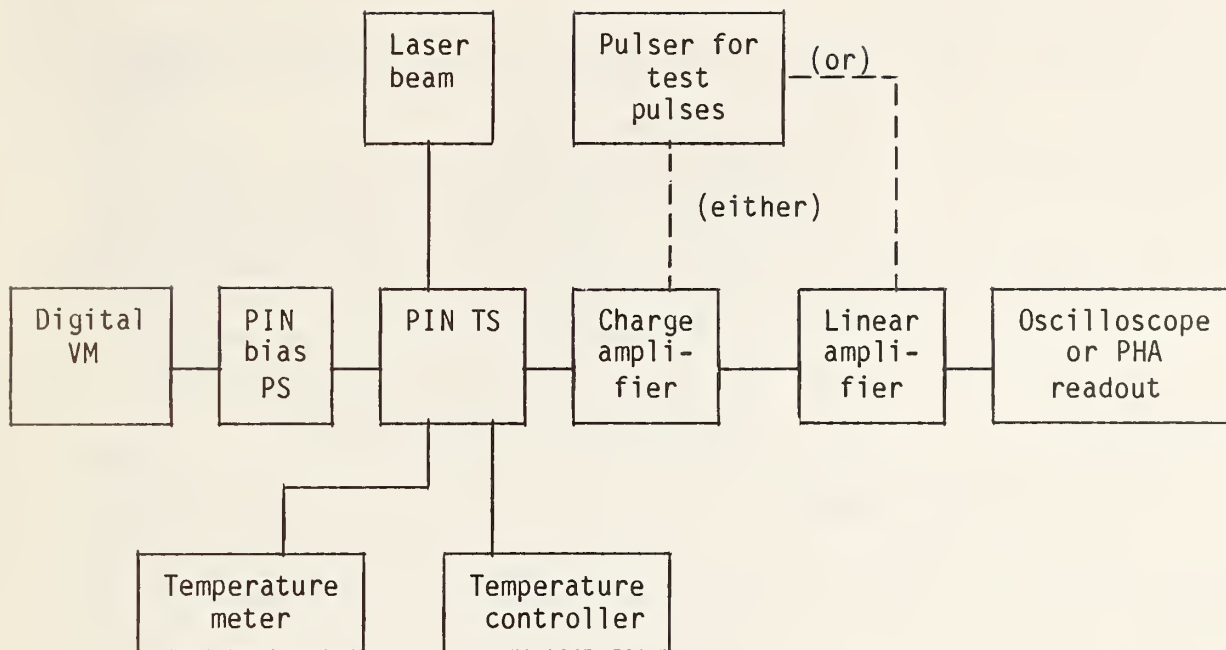 Laser
beam
Pulser for
test
pulses
(or)
(either)
Digital
VM
PIN
bias
PS
PIN TS
Charge
ampli-
fier
Linear
ampli-
fier
Oscilloscope
or PHA
readout
Temperature
meter
Temperature
controller